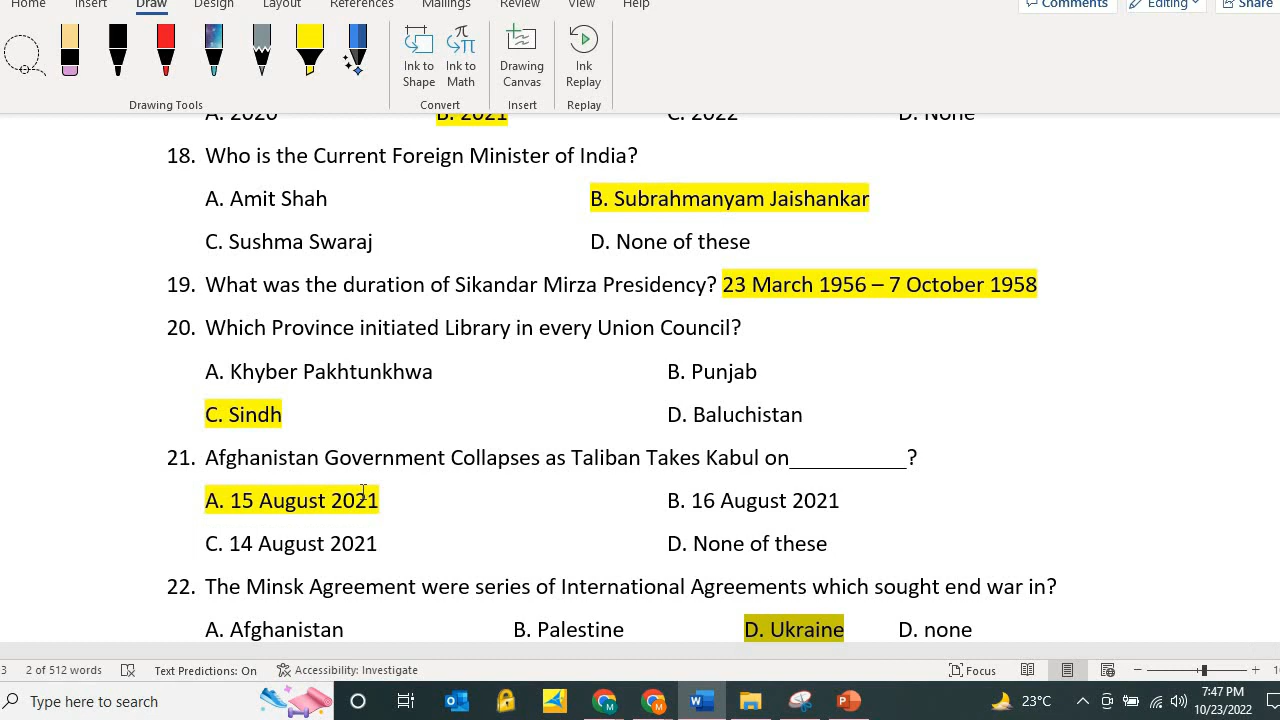 Home Insert Draw Design Layout References Mailings Review View Help Comments Editing Share
Ink to Shape
Ink to Math
Drawing Canvas
Ink Replay
Drawing Tools Convert Insert Replay
A. 2020 B. 2021 C. 2022 D. None
18. Who is the Current Foreign Minister of India?
A. Amit Shah B. Subrahmanyam Jaishankar
C. Sushma Swaraj D. None of these
19. What was the duration of Sikandar Mirza Presidency? 23 March 1956 – 7 October 1958
20. Which Province initiated Library in every Union Council?
A. Khyber Pakhtunkhwa B. Punjab
C. Sindh D. Baluchistan
21. Afghanistan Government Collapses as Taliban Takes Kabul on__________?
A. 15 August 2021 B. 16 August 2021
C. 14 August 2021 D. None of these
22. The Minsk Agreement were series of International Agreements which sought end war in?
A. Afghanistan B. Palestine D. Ukraine D. none
3 2 of 512 words Text Predictions: On Accessibility: Investigate Focus
Type here to search 23°C 7:47 PM
10/23/2022